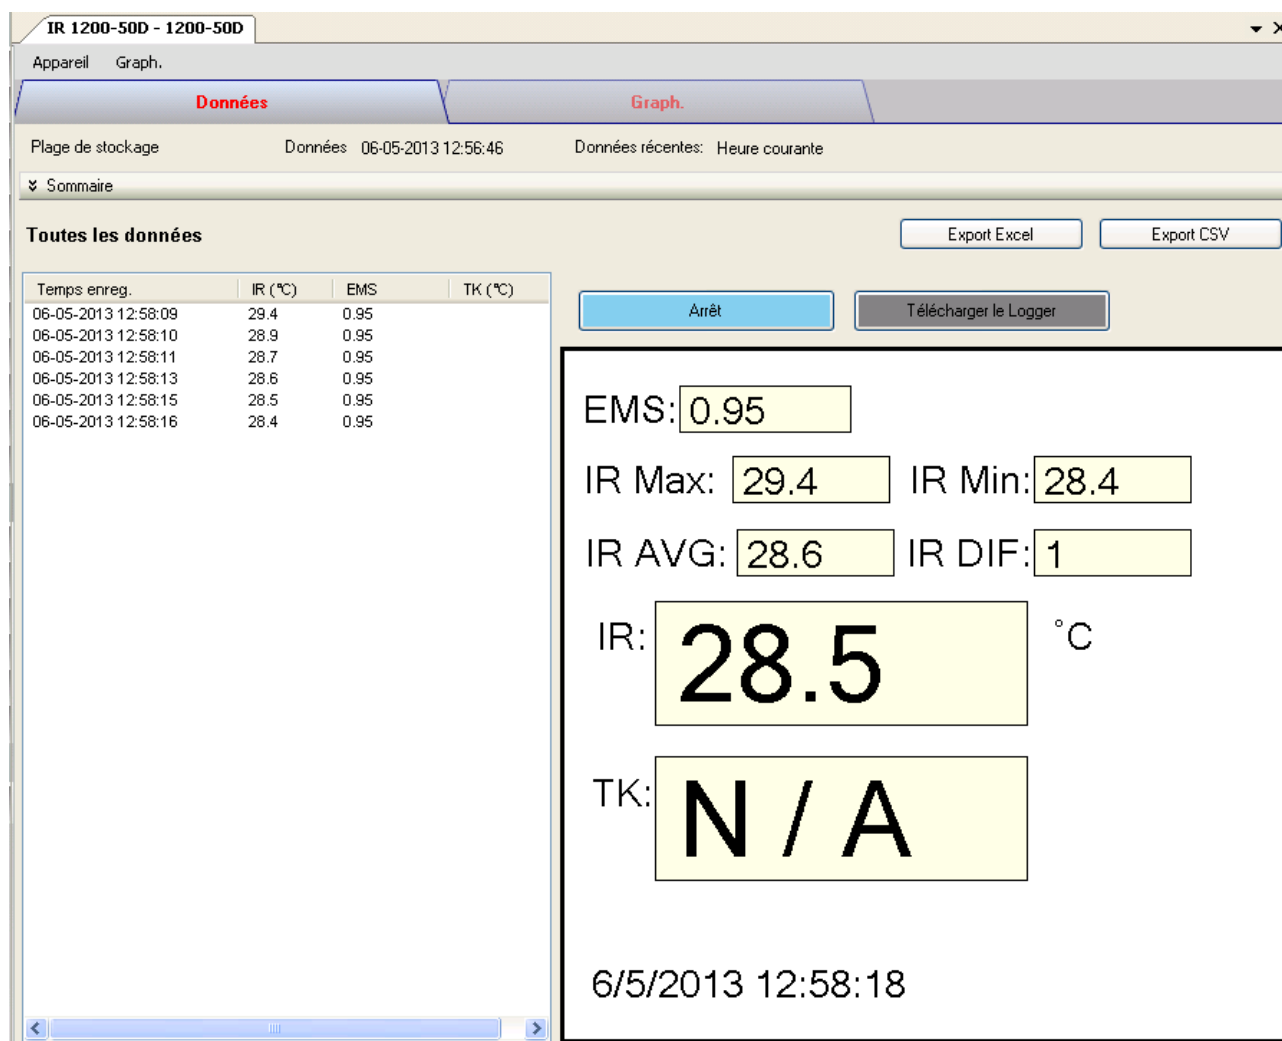 IR 1200-50D - 1200-50D
Appareil Graph.
Données Graph.
Plage de stockage Données 06-05-2013 12:56:46 Données récentes: Heure courante
Sommaire
Toutes les données Export Excel Export CSV
Temps enreg. IR (°C) EMS TK (°C)
06-05-2013 12:58:09 29.4 0.95
06-05-2013 12:58:10 28.9 0.95
06-05-2013 12:58:11 28.7 0.95
06-05-2013 12:58:13 28.6 0.95
06-05-2013 12:58:15 28.5 0.95
06-05-2013 12:58:16 28.4 0.95
Arrêt Télécharger le Logger
EMS: 0.95
IR Max: 29.4 IR Min: 28.4
IR AVG: 28.6 IR DIF: 1
IR: 28.5 °C
TK: N / A
6/5/2013 12:58:18